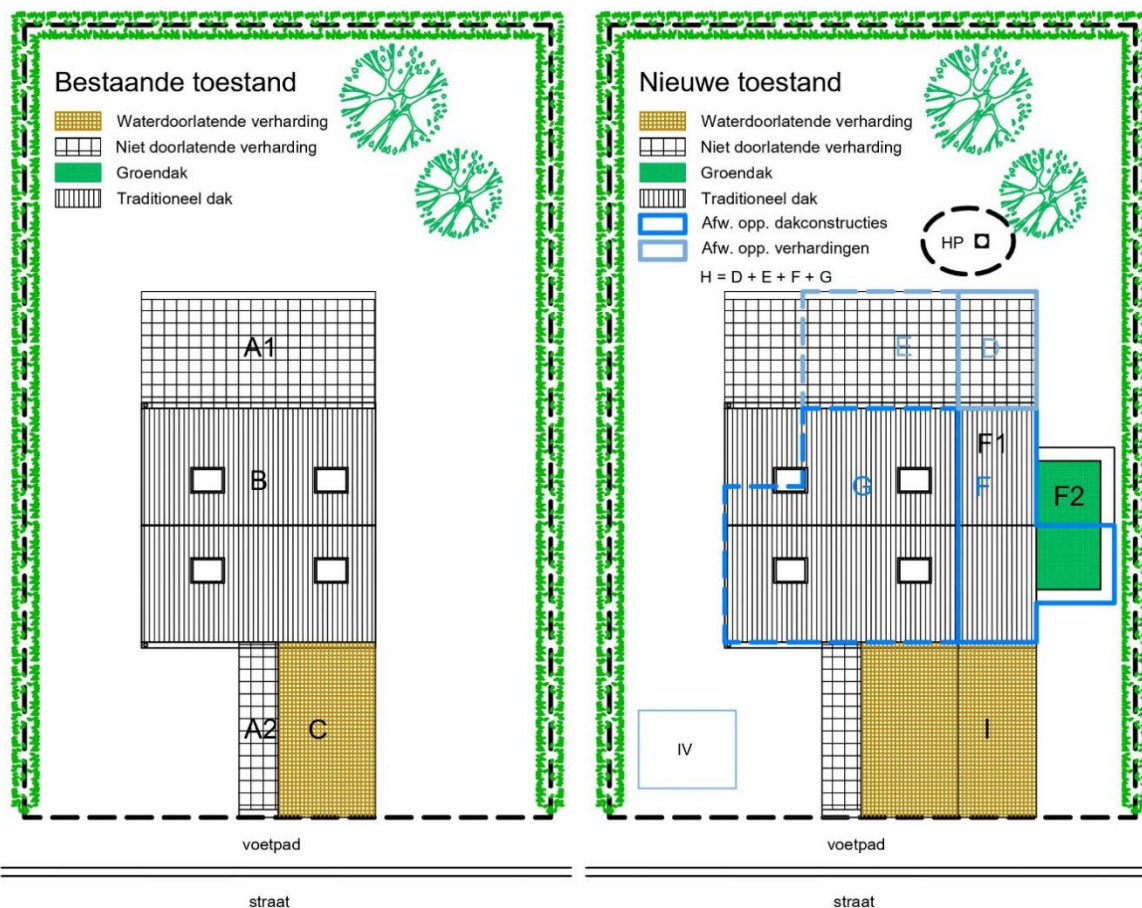 Bestaande toestand
Waterdoorlatende verharding
Niet doorlatende verharding
Groendak
Traditioneel dak
A1
B
A2
C
voetpad
straat
Nieuwe toestand
Waterdoorlatende verharding
Niet doorlatende verharding
Groendak
Traditioneel dak
Afw. opp. dakconstructies
Afw. opp. verhardingen
H = D + E + F + G
HP
E
D
F1
G
F
F2
I
IV
voetpad
straat